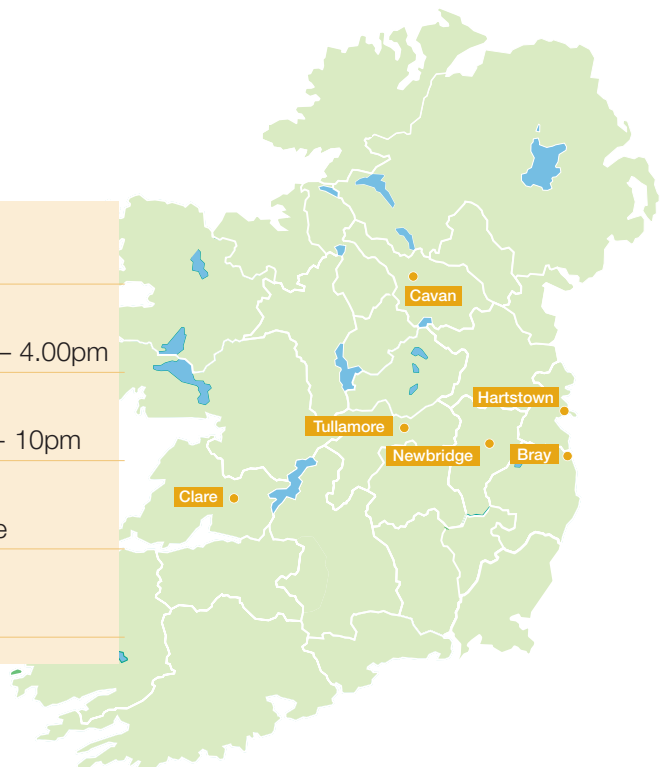 – 4.00pm
- 10pm
e
Cavan
Hartstown
Tullamore
Newbridge
Bray
Clare